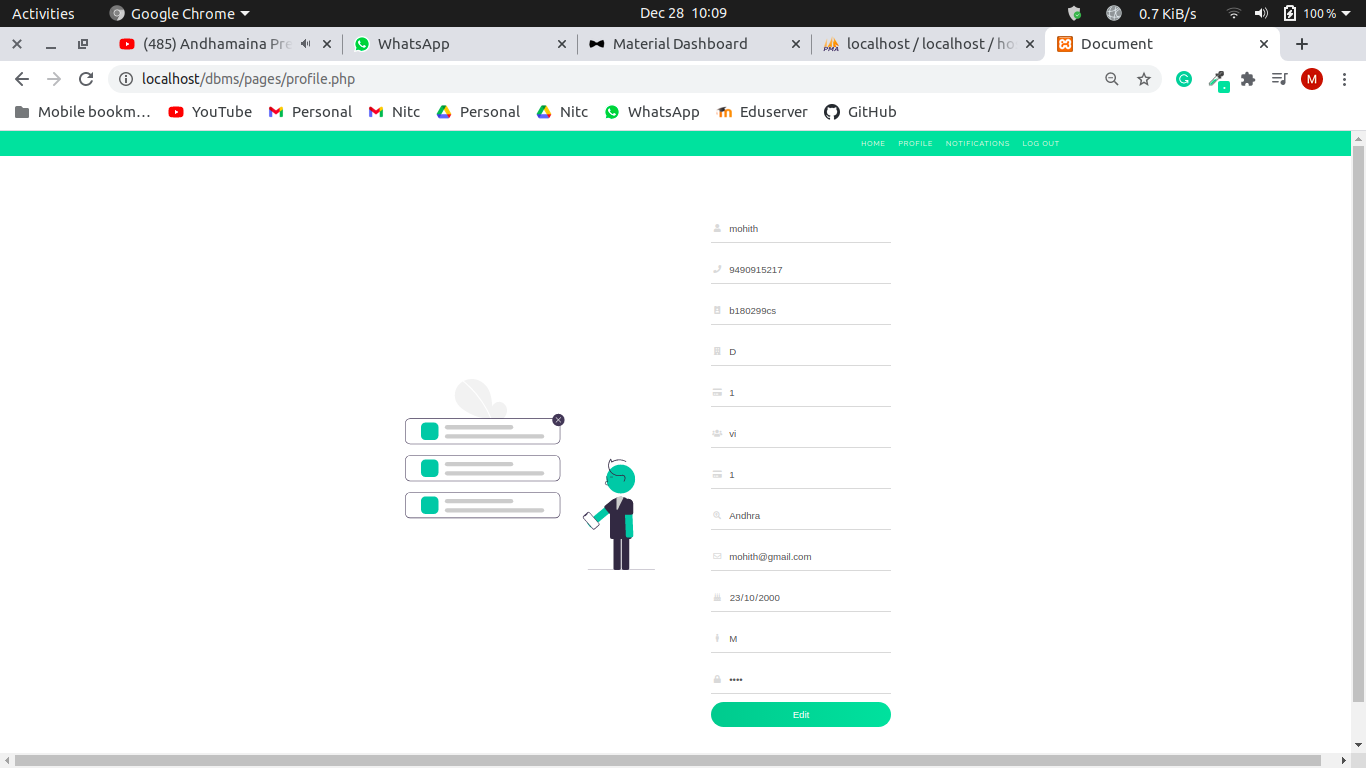 Activities Google Chrome Dec 28 10:09 0.7 KiB/s 100 %
(485) Andhamaina Pre WhatsApp Material Dashboard PMA localhost / localhost / ho Document
localhost/dbms/pages/profile.php M
Mobile bookm… YouTube Personal Nitc Personal Nitc WhatsApp Eduserver GitHub
HOME PROFILE NOTIFICATIONS LOG OUT
mohith
9490915217
b180299cs
D
1
vi
1
Andhra
mohith@gmail.com
23/10/2000
M
••••
Edit